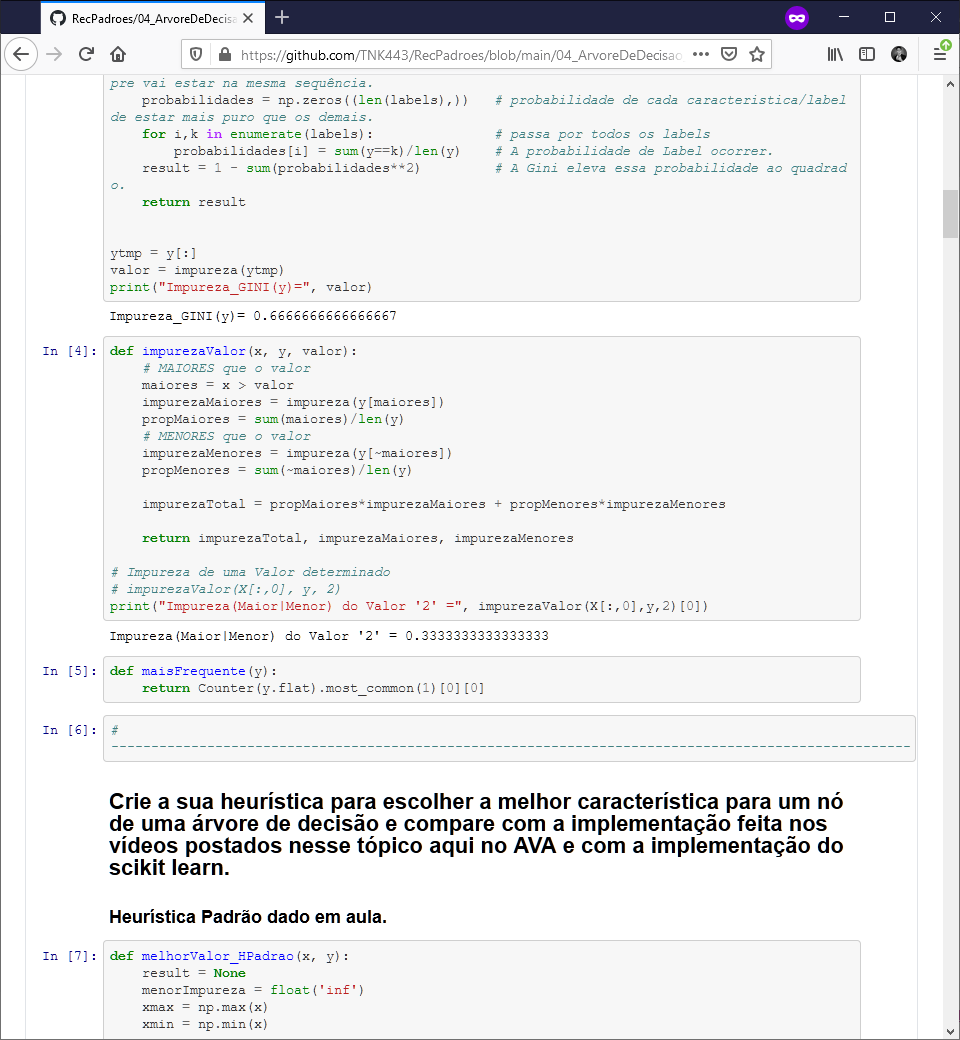 RecPadroes/04_ArvoreDeDecisa
https://github.com/TNK443/RecPadroes/blob/main/04_ArvoreDeDecisao
pre vai estar na mesma sequência.
    probabilidades = np.zeros((len(labels),))   # probabilidade de cada caracteristica/label
de estar mais puro que os demais.
    for i,k in enumerate(labels):               # passa por todos os labels
        probabilidades[i] = sum(y==k)/len(y)    # A probabilidade de Label ocorrer.
    result = 1 - sum(probabilidades**2)         # A Gini eleva essa probabilidade ao quadrad
o.
    return result
ytmp = y[:]
valor = impureza(ytmp)
print("Impureza_GINI(y)=", valor)
Impureza_GINI(y)= 0.6666666666666667
In [4]: def impurezaValor(x, y, valor):
    # MAIORES que o valor
    maiores = x > valor
    impurezaMaiores = impureza(y[maiores])
    propMaiores = sum(maiores)/len(y)
    # MENORES que o valor
    impurezaMenores = impureza(y[~maiores])
    propMenores = sum(~maiores)/len(y)
    impurezaTotal = propMaiores*impurezaMaiores + propMenores*impurezaMenores
    return impurezaTotal, impurezaMaiores, impurezaMenores
# Impureza de uma Valor determinado
# impurezaValor(X[:,0], y, 2)
print("Impureza(Maior|Menor) do Valor '2' =", impurezaValor(X[:,0],y,2)[0])
Impureza(Maior|Menor) do Valor '2' = 0.3333333333333333
In [5]: def maisFrequente(y):
    return Counter(y.flat).most_common(1)[0][0]
In [6]: #
----------------------------------------------------------------------------------------------------
Crie a sua heurística para escolher a melhor característica para um nó
de uma árvore de decisão e compare com a implementação feita nos
vídeos postados nesse tópico aqui no AVA e com a implementação do
scikit learn.
Heurística Padrão dado em aula.
In [7]: def melhorValor_HPadrao(x, y):
    result = None
    menorImpureza = float('inf')
    xmax = np.max(x)
    xmin = np.min(x)